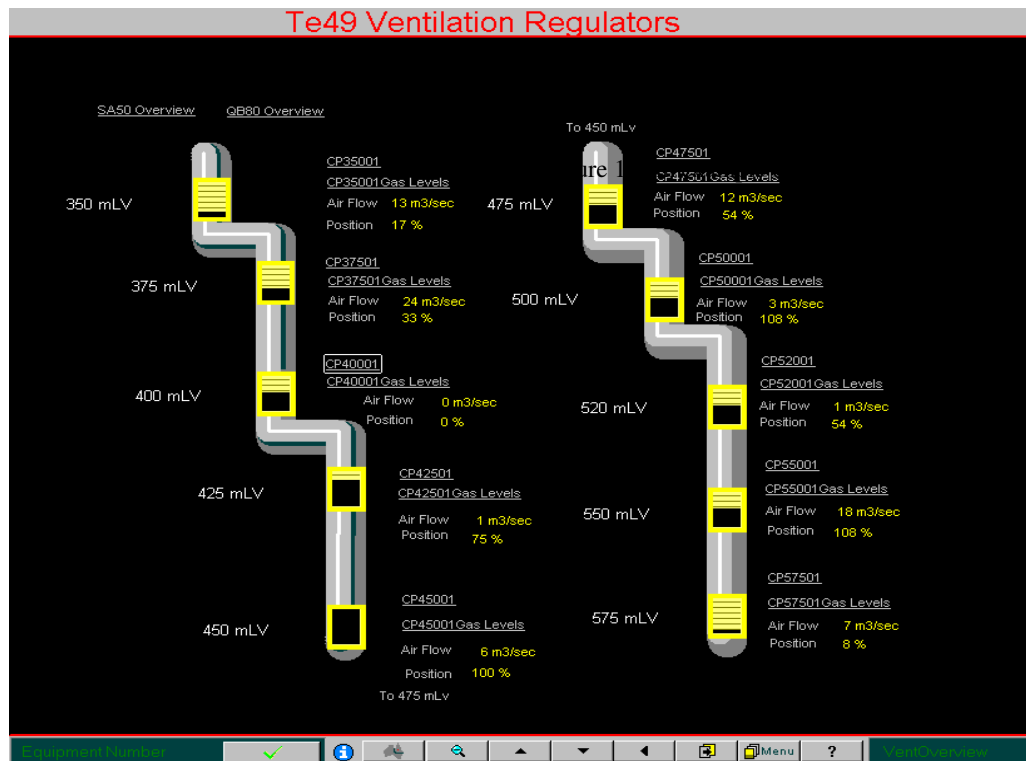 Te49 Ventilation Regulators
SA50 Overview QB80 Overview
350 mLV
CP35001
CP35001Gas Levels
Air Flow 13 m3/sec
Position 17 %
375 mLV
CP37501
CP37501Gas Levels
Air Flow 24 m3/sec
Position 33 %
400 mLV
CP40001
CP40001Gas Levels
Air Flow 0 m3/sec
Position 0 %
425 mLV
CP42501
CP42501Gas Levels
Air Flow 1 m3/sec
Position 75 %
450 mLV
CP45001
CP45001Gas Levels
Air Flow 6 m3/sec
Position 100 %
To 475 mLv
To 450 mLv
ure 1
475 mLV
CP47501
CP47501Gas Levels
Air Flow 12 m3/sec
Position 54 %
500 mLV
CP50001
CP50001Gas Levels
Air Flow 3 m3/sec
Position 108 %
520 mLV
CP52001
CP52001Gas Levels
Air Flow 1 m3/sec
Position 54 %
550 mLV
CP55001
CP55001Gas Levels
Air Flow 18 m3/sec
Position 108 %
575 mLV
CP57501
CP57501Gas Levels
Air Flow 7 m3/sec
Position 8 %
Equipment Number Menu ? VentOverview